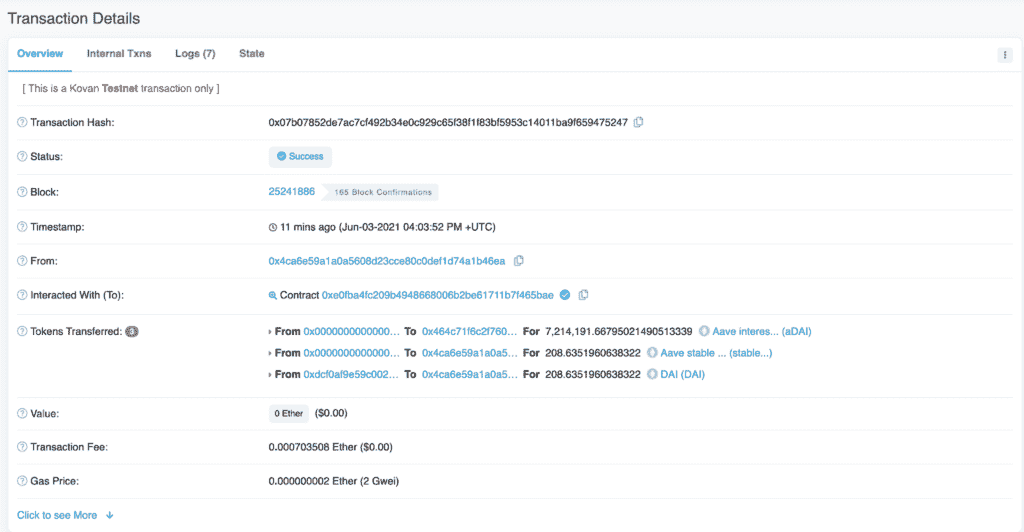 Transaction Details
Overview Internal Txns Logs (7) State
[ This is a Kovan Testnet transaction only ]
Transaction Hash: 0x07b07852de7ac7cf492b34e0c929c65f38f1f83bf5953c14011ba9f659475247
Status: Success
Block: 25241886 165 Block Confirmations
Timestamp: 11 mins ago (Jun-03-2021 04:03:52 PM +UTC)
From: 0x4ca6e59a1a0a5608d23cce80c0def1d74a1b46ea
Interacted With (To): Contract 0xe0fba4fc209b4948668006b2be61711b7f465bae
Tokens Transferred: 3 From 0x0000000000000... To 0x464c71f6c2f760... For 7,214,191.66795021490513339 Aave interes... (aDAI)
From 0x0000000000000... To 0x4ca6e59a1a0a5... For 208.6351960638322 Aave stable ... (stable...)
From 0xdcf0af9e59c002... To 0x4ca6e59a1a0a5... For 208.6351960638322 DAI (DAI)
Value: 0 Ether ($0.00)
Transaction Fee: 0.000703508 Ether ($0.00)
Gas Price: 0.000000002 Ether (2 Gwei)
Click to see More